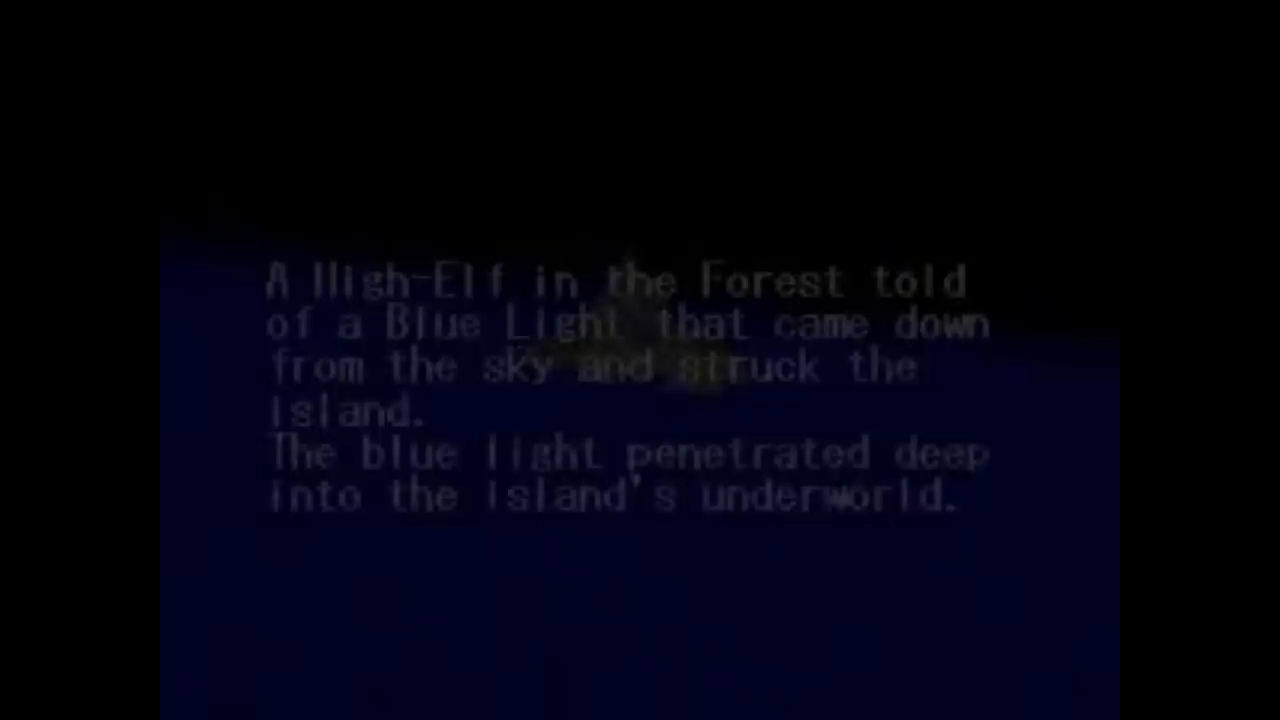 A High-Elf in the Forest told
of a Blue Light that came down
from the sky and struck the
island.
The blue light penetrated deep
into the island's underworld.